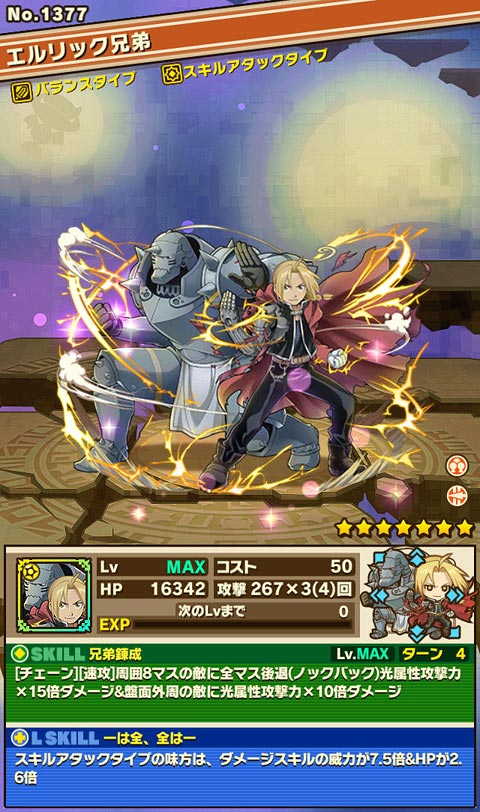 No.1377
エルリック兄弟
バランスタイプ
スキルアタックタイプ
Lv MAX コスト 50
HP 16342 攻撃 267×3(4)回
次のLvまで 0
EXP
SKILL 兄弟錬成 Lv.MAX ターン 4
[チェーン][速攻]周囲8マスの敵に全マス後退(ノックバック)光属性攻撃力
×15倍ダメージ&盤面外周の敵に光属性攻撃力×10倍ダメージ
L SKILL 一は全、全は一
スキルアタックタイプの味方は、ダメージスキルの威力が7.5倍&HPが2.
6倍